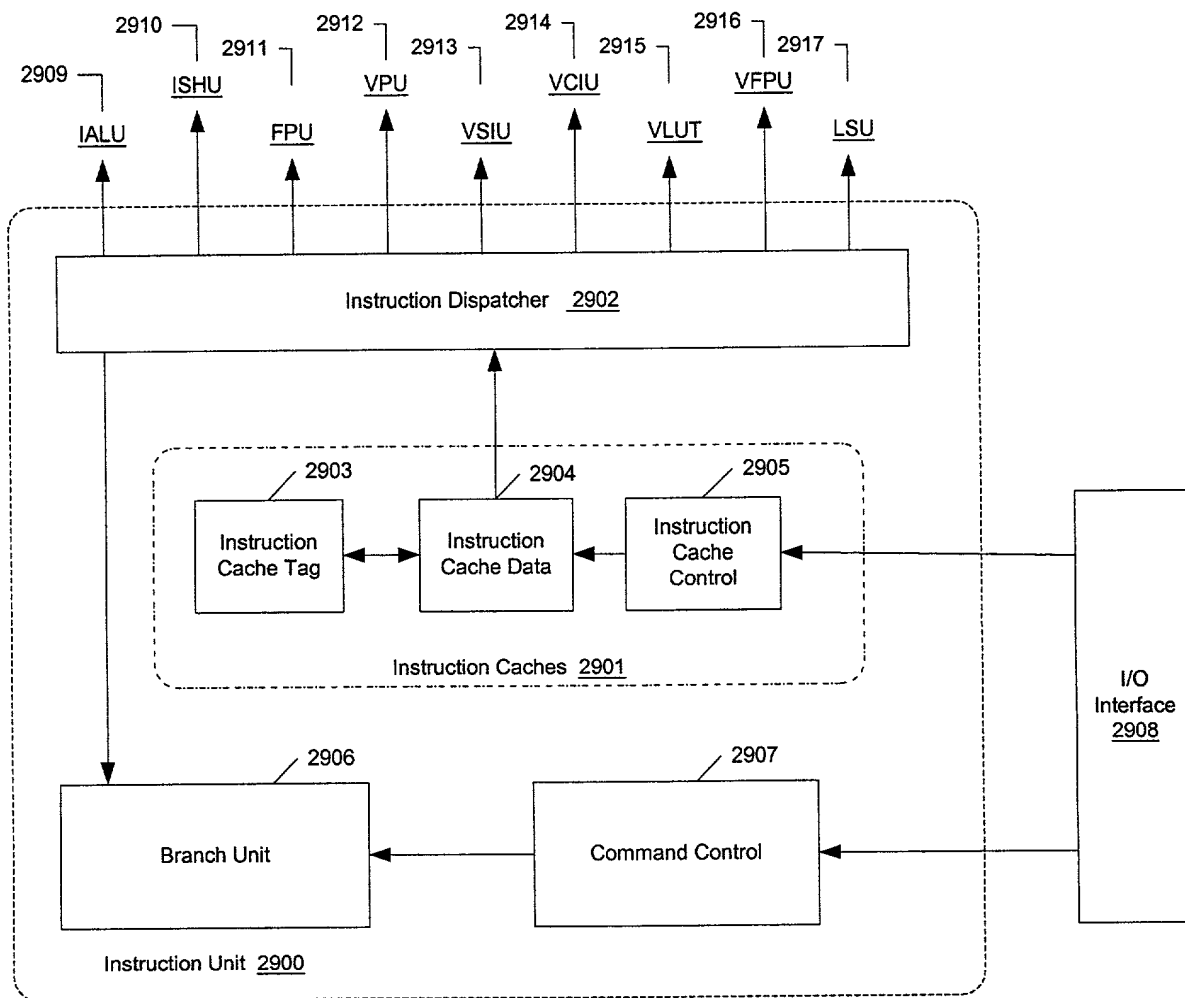 2909
2910
2911
2912
2913
2914
2915
2916
2917
IALU
ISHU
FPU
VPU
VSIU
VCIU
VLUT
VFPU
LSU
Instruction Dispatcher 2902
2903
2904
2905
Instruction
Cache Tag
Instruction
Cache Data
Instruction
Cache
Control
Instruction Caches 2901
I/O
Interface
2908
2906
2907
Branch Unit
Command Control
Instruction Unit 2900